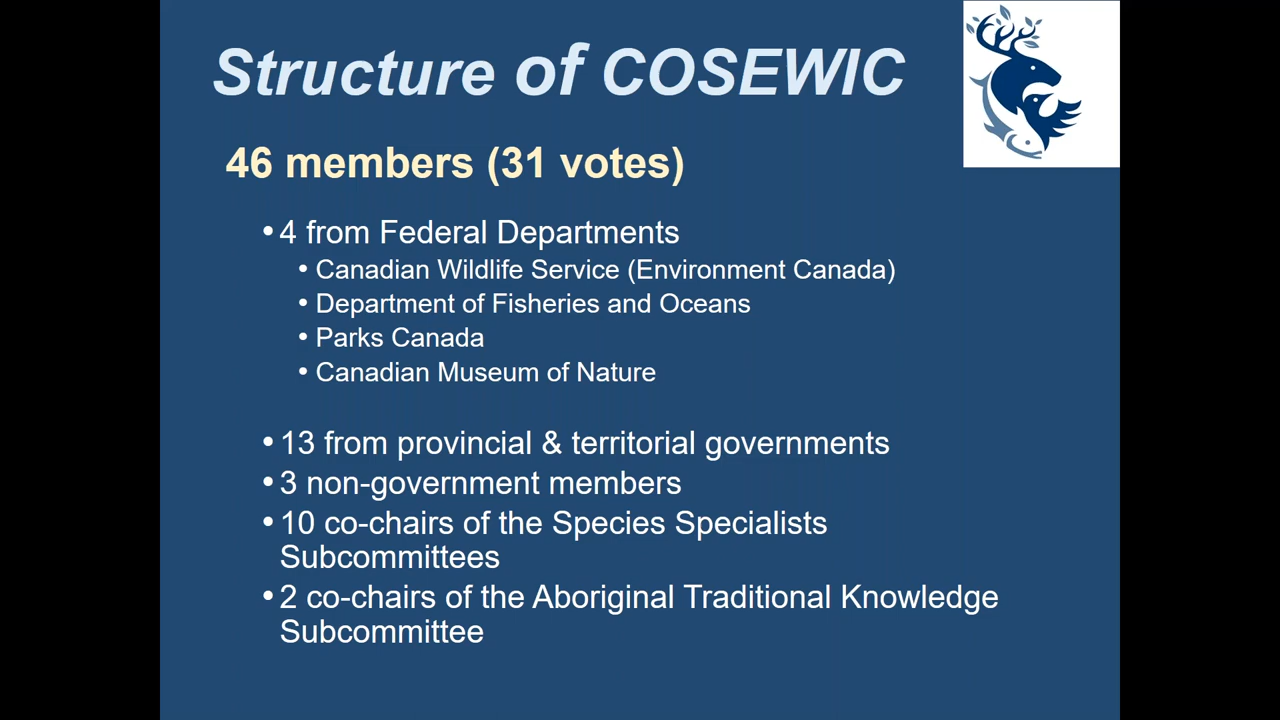 Structure of COSEWIC
46 members (31 votes)
• 4 from Federal Departments
• Canadian Wildlife Service (Environment Canada)
• Department of Fisheries and Oceans
• Parks Canada
• Canadian Museum of Nature
• 13 from provincial & territorial governments
• 3 non-government members
• 10 co-chairs of the Species Specialists
Subcommittees
• 2 co-chairs of the Aboriginal Traditional Knowledge
Subcommittee